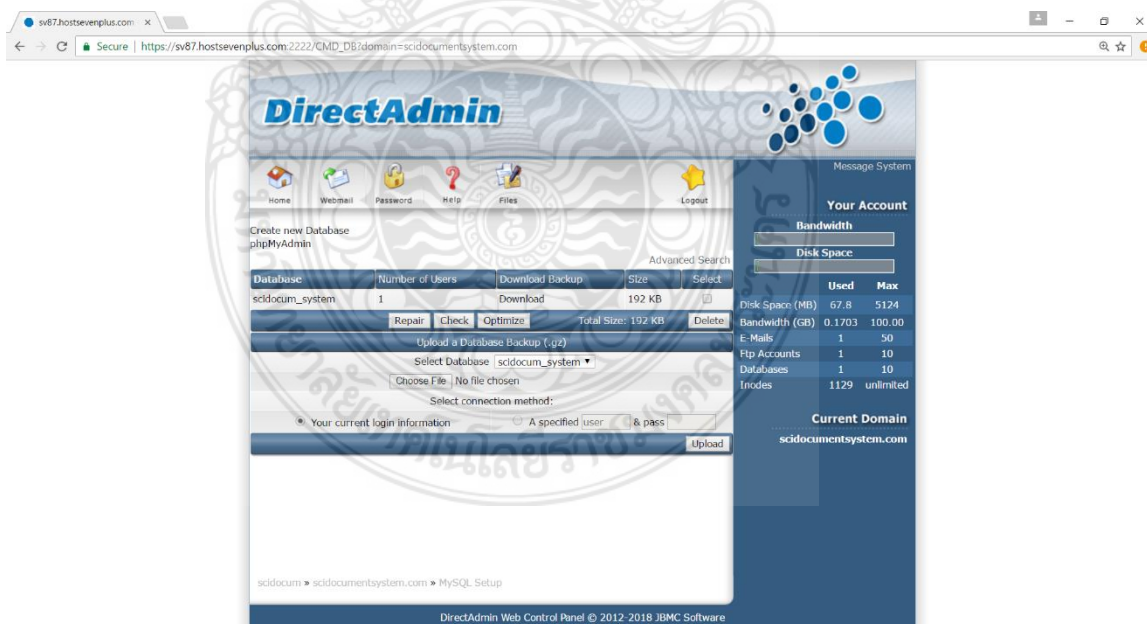 sv87.hostsevenplus.com
Secure | https://sv87.hostsevenplus.com:2222/CMD_DB?domain=scidocumentsystem.com
DirectAdmin
Home Webmail Password Help Files Logout
Create new Database
phpMyAdmin
Advanced Search
Database Number of Users Download Backup Size Select
scidocum_system 1 Download 192 KB
Repair Check Optimize Total Size: 192 KB Delete
Upload a Database Backup (.gz)
Select Database scidocum_system
Choose File No file chosen
Select connection method:
Your current login information A specified user & pass
Upload
scidocum » scidocumentsystem.com » MySQL Setup
Message System
Your Account
Bandwidth
Disk Space
Used Max
Disk Space (MB) 67.8 5124
Bandwidth (GB) 0.1703 100.00
E-Mails 1 50
Ftp Accounts 1 10
Databases 1 10
Inodes 1129 unlimited
Current Domain
scidocumentsystem.com
DirectAdmin Web Control Panel © 2012-2018 JBMC Software